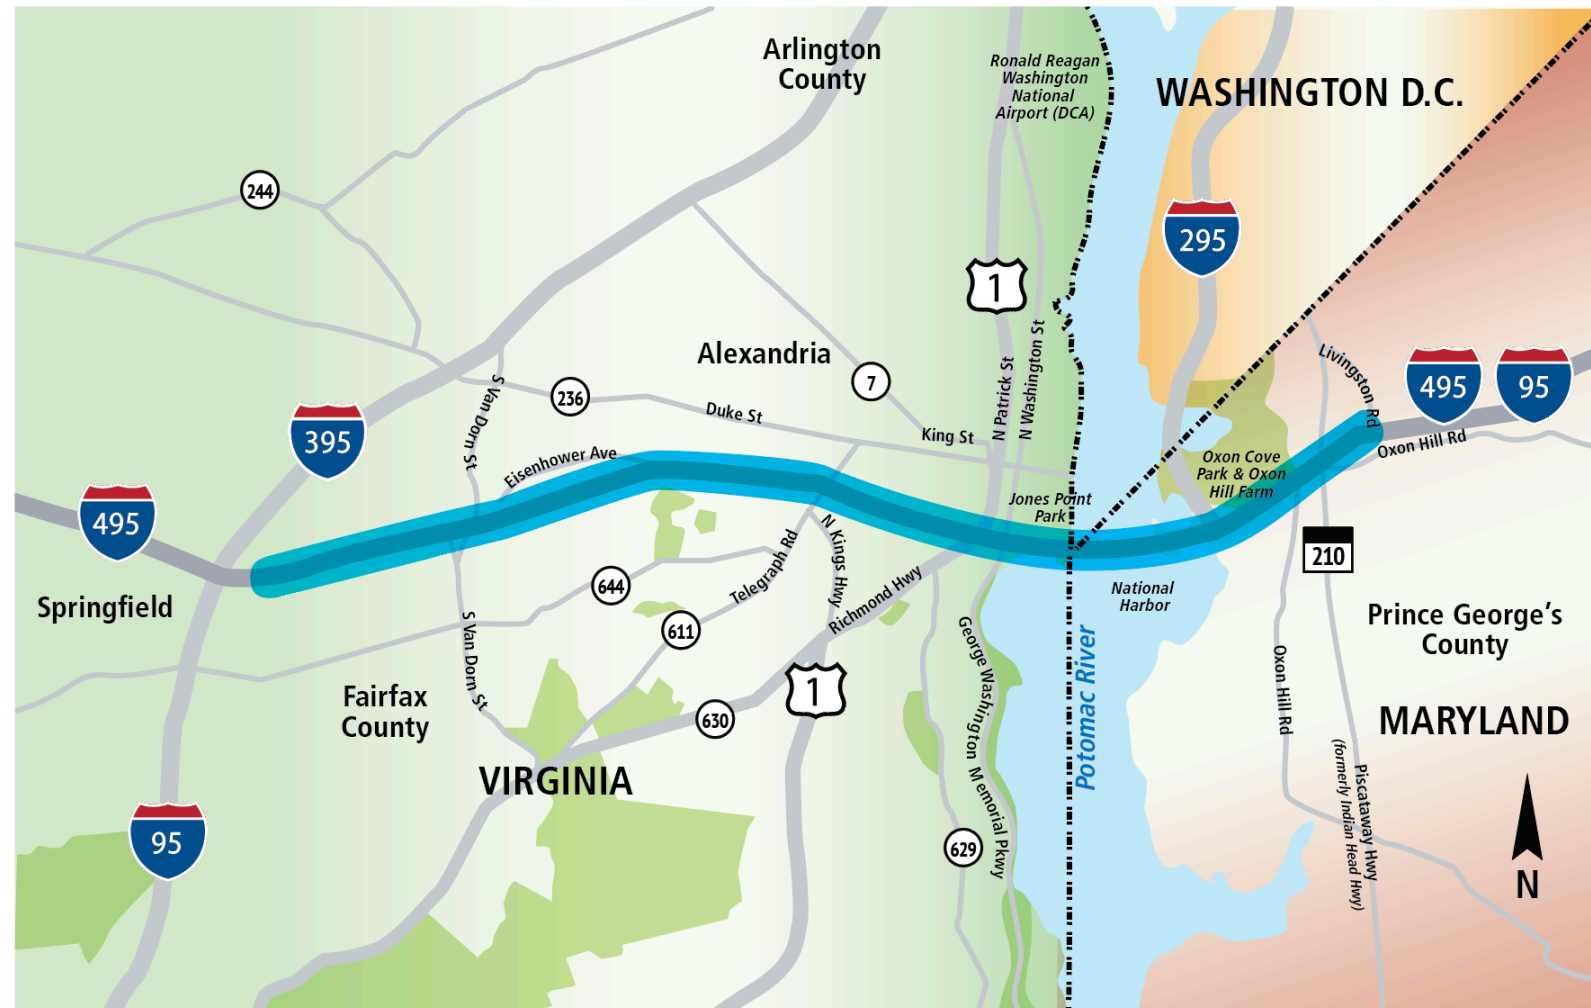 Arlington
County
Ronald Reagan
Washington
National
Airport (DCA)
WASHINGTON D.C.
244
295
1
Alexandria
N Patrick St
N Washington St
Livingston Rd
495
95
7
236
S Van Dorn St
395
Duke St
King St
Oxon Hill Rd
Eisenhower Ave
Oxon Cove
Park & Oxon
Hill Farm
Jones Point
Park
495
N Kings Hwy
Telegraph Rd
210
644
Richmond Hwy
National
Harbor
Springfield
611
S Van Dorn St
George Washington Memorial Pkwy
Potomac River
Oxon Hill Rd
Prince George's
County
Fairfax
County
1
630
MARYLAND
VIRGINIA
Piscataway Hwy
(formerly Indian Head Hwy)
95
629
N